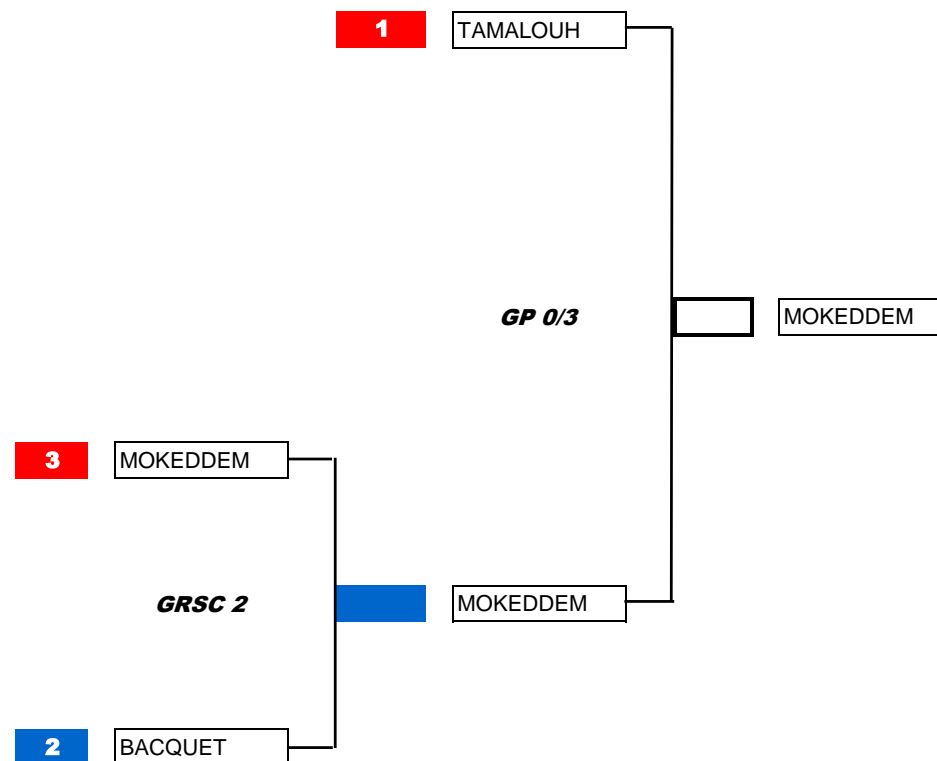 1 TAMALOUH
GP 0/3 MOKEDDEM
3 MOKEDDEM
GRSC 2 MOKEDDEM
2 BACQUET